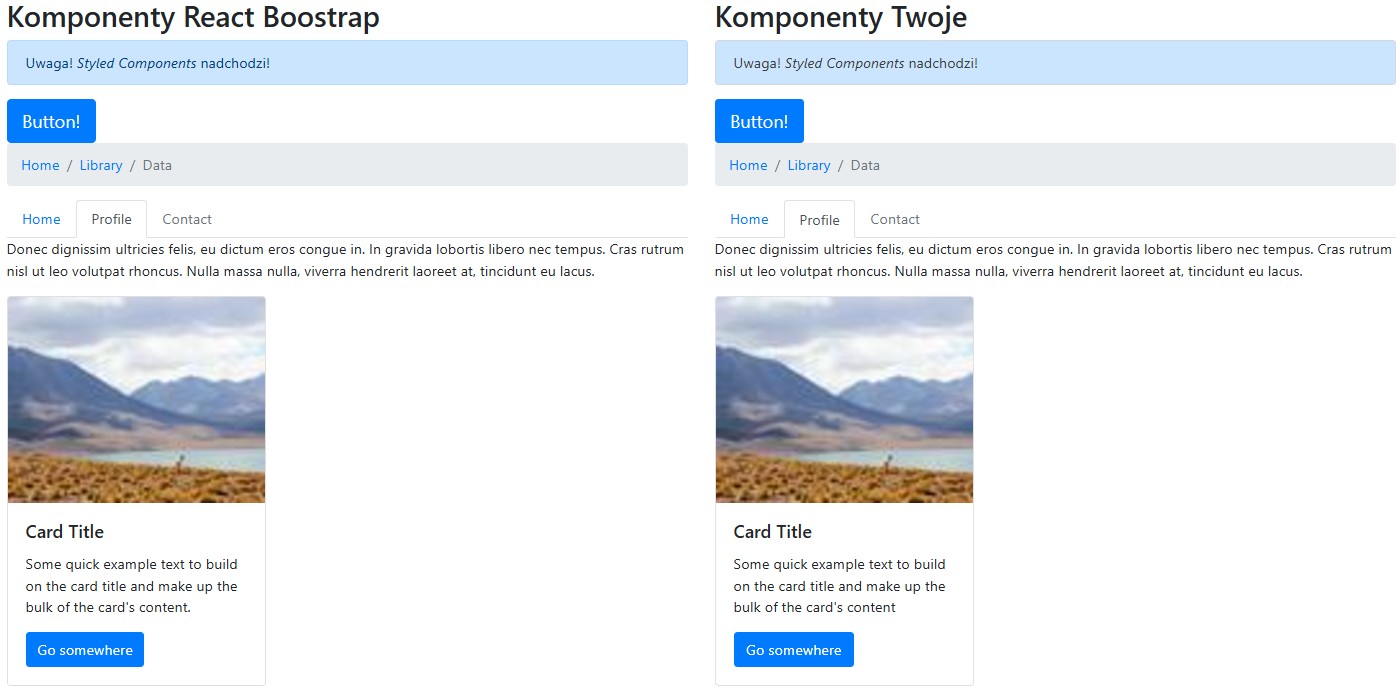 Komponenty React Boostrap
Uwaga! Styled Components nadchodzi!
Button!
Home / Library / Data
Home Profile Contact
Donec dignissim ultricies felis, eu dictum eros congue in. In gravida lobortis libero nec tempus. Cras rutrum
nisl ut leo volutpat rhoncus. Nulla massa nulla, viverra hendrerit laoreet at, tincidunt eu lacus.
Card Title
Some quick example text to build
on the card title and make up the
bulk of the card's content.
Go somewhere
Komponenty Twoje
Uwaga! Styled Components nadchodzi!
Button!
Home / Library / Data
Home Profile Contact
Donec dignissim ultricies felis, eu dictum eros congue in. In gravida lobortis libero nec tempus. Cras rutrum
nisl ut leo volutpat rhoncus. Nulla massa nulla, viverra hendrerit laoreet at, tincidunt eu lacus.
Card Title
Some quick example text to build
on the card title and make up the
bulk of the card's content
Go somewhere